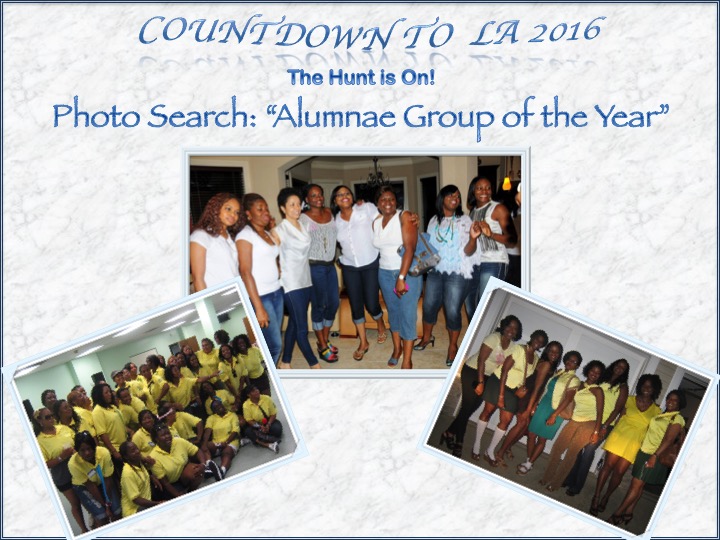 COUNTDOWN TO LA 2016
The Hunt is On!
Photo Search: “Alumnae Group of the Year”